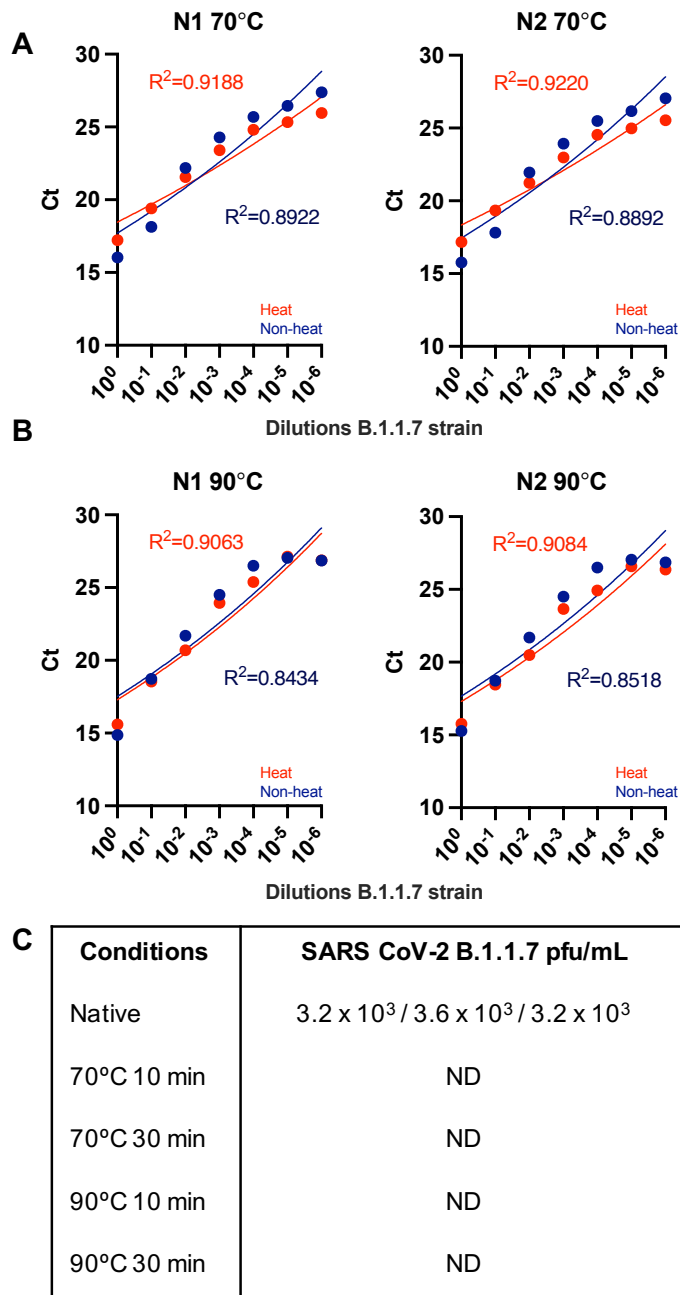 A
N1 70°C
N2 70°C
30
25
20
15
10
Ct
R²=0.9188
R²=0.8922
Heat
Non-heat
10⁰
10⁻¹
10⁻²
10⁻³
10⁻⁴
10⁻⁵
10⁻⁶
30
25
20
15
10
Ct
R²=0.9220
R²=0.8892
Heat
Non-heat
10⁰
10⁻¹
10⁻²
10⁻³
10⁻⁴
10⁻⁵
10⁻⁶
Dilutions B.1.1.7 strain
B
N1 90°C
N2 90°C
30
25
20
15
10
Ct
R²=0.9063
R²=0.8434
Heat
Non-heat
10⁰
10⁻¹
10⁻²
10⁻³
10⁻⁴
10⁻⁵
10⁻⁶
30
25
20
15
10
Ct
R²=0.9084
R²=0.8518
Heat
Non-heat
10⁰
10⁻¹
10⁻²
10⁻³
10⁻⁴
10⁻⁵
10⁻⁶
Dilutions B.1.1.7 strain
C
Conditions SARS CoV-2 B.1.1.7 pfu/mL
Native 3.2 x 10³ / 3.6 x 10³ / 3.2 x 10³
70ºC 10 min ND
70ºC 30 min ND
90ºC 10 min ND
90ºC 30 min ND